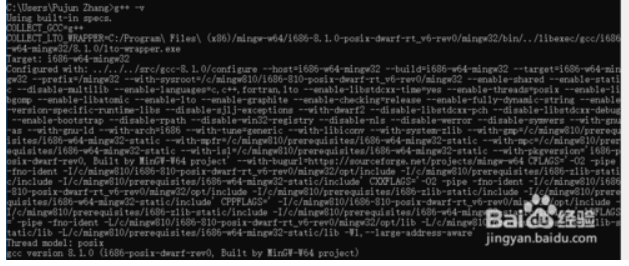 C:\Users\Pujun Zhang>g++ -v
Using built-in specs.
COLLECT_GCC=g++
COLLECT_LTO_WRAPPER=C:/Program\ Files\ (x86)/mingw-w64/i686-8.1.0-posix-dwarf-rt_v6-rev0/mingw32/bin/../libexec/gcc/i686
-w64-mingw32/8.1.0/lto-wrapper.exe
Target: i686-w64-mingw32
Configured with: ../../../src/gcc-8.1.0/configure --host=i686-w64-mingw32 --build=i686-w64-mingw32 --target=i686-w64-min
gw32 --prefix=/mingw32 --with-sysroot=/c/mingw810/i686-810-posix-dwarf-rt_v6-rev0/mingw32 --enable-shared --enable-stati
c --disable-multilib --enable-languages=c,c++,fortran,lto --enable-libstdcxx-time=yes --enable-threads=posix --enable-li
bgomp --enable-libatomic --enable-lto --enable-graphite --enable-checking=release --enable-fully-dynamic-string --enable
-version-specific-runtime-libs --disable-sjlj-exceptions --with-dwarf2 --disable-libstdcxx-pch --disable-libstdcxx-debug
--enable-bootstrap --disable-rpath --disable-win32-registry --disable-nls --disable-werror --disable-symvers --with-gnu
-as --with-gnu-ld --with-arch=i686 --with-tune=generic --with-libiconv --with-system-zlib --with-gmp=/c/mingw810/prerequ
isites/i686-w64-mingw32-static --with-mpfr=/c/mingw810/prerequisites/i686-w64-mingw32-static --with-mpc=/c/mingw810/prer
equisites/i686-w64-mingw32-static --with-isl=/c/mingw810/prerequisites/i686-w64-mingw32-static --with-pkgversion='i686-p
osix-dwarf-rev0, Built by MinGW-W64 project' --with-bugurl=https://sourceforge.net/projects/mingw-w64 CFLAGS='-O2 -pipe
-fno-ident -I/c/mingw810/i686-810-posix-dwarf-rt_v6-rev0/mingw32/opt/include -I/c/mingw810/prerequisites/i686-zlib-stati
c/include -I/c/mingw810/prerequisites/i686-w64-mingw32-static/include' CXXFLAGS='-O2 -pipe -fno-ident -I/c/mingw810/i686
-810-posix-dwarf-rt_v6-rev0/mingw32/opt/include -I/c/mingw810/prerequisites/i686-zlib-static/include -I/c/mingw810/prere
quisites/i686-w64-mingw32-static/include' CPPFLAGS=' -I/c/mingw810/i686-810-posix-dwarf-rt_v6-rev0/mingw32/opt/include -
I/c/mingw810/prerequisites/i686-zlib-static/include -I/c/mingw810/prerequisites/i686-w64-mingw32-static/include' LDFLAGS
='-pipe -fno-ident -L/c/mingw810/i686-810-posix-dwarf-rt_v6-rev0/mingw32/opt/lib -L/c/mingw810/prerequisites/i686-zlib-s
tatic/lib -L/c/mingw810/prerequisites/i686-w64-mingw32-static/lib -Wl,--large-address-aware'
Thread model: posix
gcc version 8.1.0 (i686-posix-dwarf-rev0, Built by MinGW-W64 project)
Baidu经验
jingyan.baidu.com